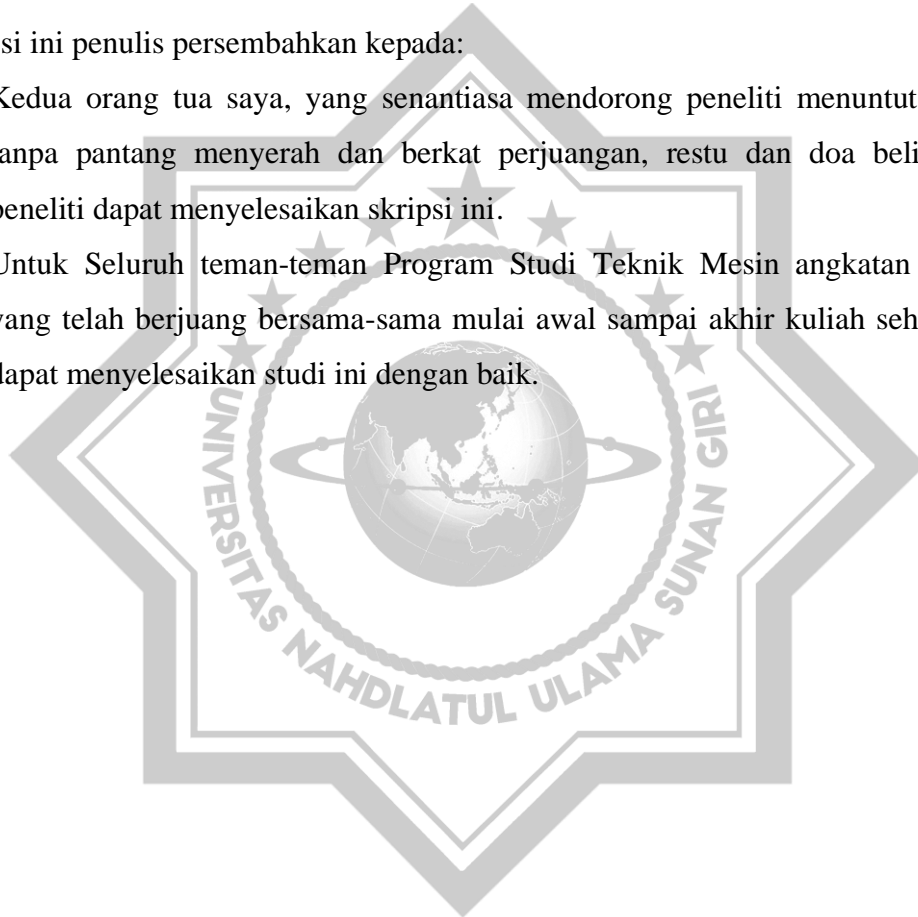 si ini penulis persembahkan kepada:
Kedua orang tua saya, yang senantiasa mendorong peneliti menuntut
anpa pantang menyerah dan berkat perjuangan, restu dan doa beli
peneliti dapat menyelesaikan skripsi ini.
Untuk Seluruh teman-teman Program Studi Teknik Mesin angkatan
yang telah berjuang bersama-sama mulai awal sampai akhir kuliah seh
dapat menyelesaikan studi ini dengan baik.
UNIVERSITAS NAHDLATUL ULAMA SUNAN GIRI